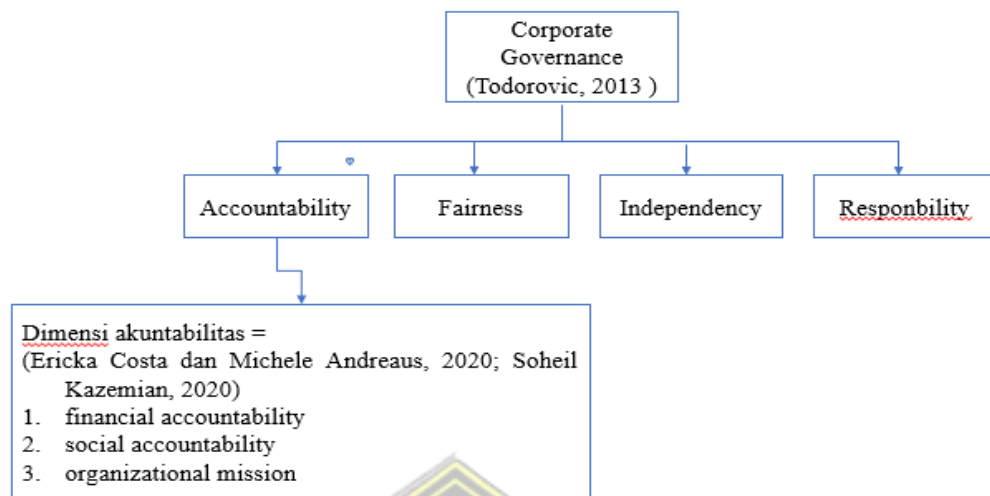 Corporate
Governance
(Todorovic, 2013 )
Accountability
Fairness
Independency
Responbility
Dimensi akuntabilitas =
(Ericka Costa dan Michele Andreaus, 2020; Soheil
Kazemian, 2020)
1. financial accountability
2. social accountability
3. organizational mission